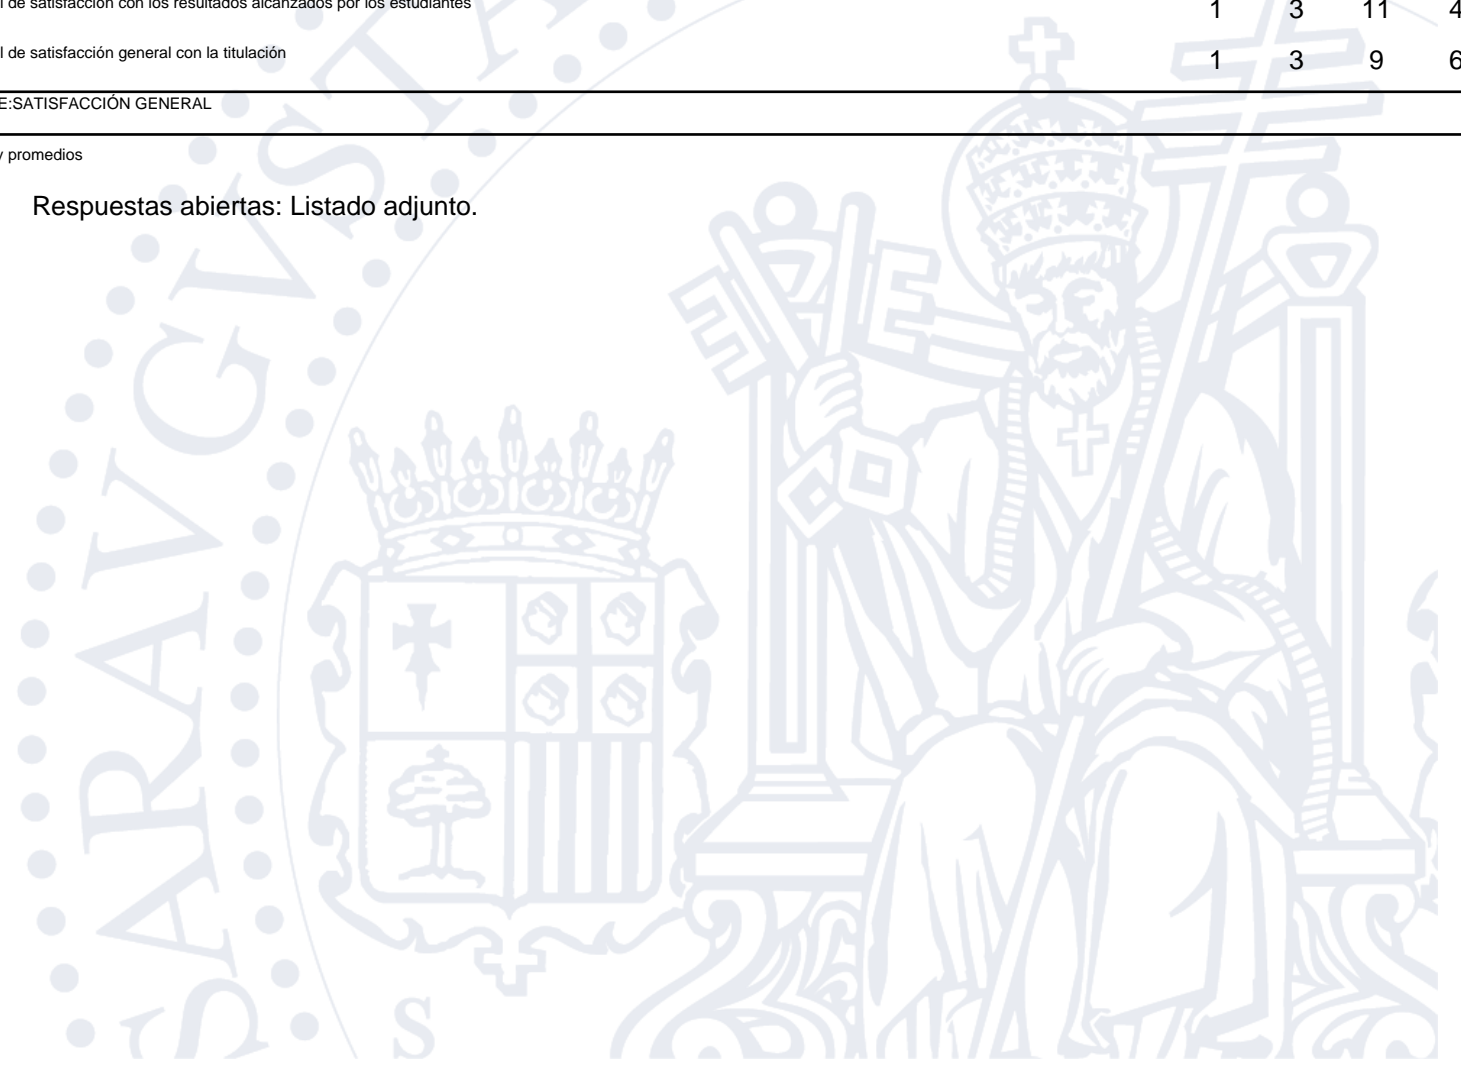 l de satisfacción con los resultados alcanzados por los estudiantes 1 3 11 4
l de satisfacción general con la titulación 1 3 9 6
E:SATISFACCIÓN GENERAL
y promedios
Respuestas abiertas: Listado adjunto.
SARAVGVSTA
S